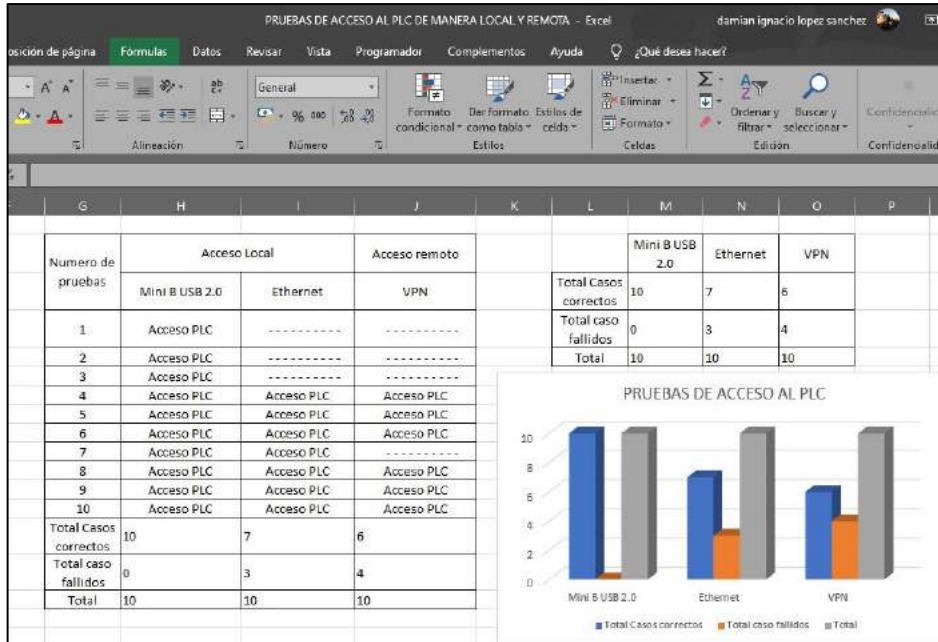 PRUEBAS DE ACCESO AL PLC DE MANERA LOCAL Y REMOTA - Excel
damian ignacio lopez sanchez
osición de página Fórmulas Datos Revisar Vista Programador Complementos Ayuda ¿Qué desea hacer?
General
Formato condicional
Dar formato como tabla
Estilos de celda
Insertar
Eliminar
Formato
Ordenar y filtrar
Buscar y seleccionar
Alineación Número Estilos Celdas Edición Confidencialid
G H I J K L M N O P
Numero de pruebas Acceso Local Acceso remoto
Mini B USB 2.0 Ethernet VPN
1 Acceso PLC ---------- ----------
2 Acceso PLC ---------- ----------
3 Acceso PLC ---------- ----------
4 Acceso PLC Acceso PLC Acceso PLC
5 Acceso PLC Acceso PLC Acceso PLC
6 Acceso PLC Acceso PLC Acceso PLC
7 Acceso PLC Acceso PLC ----------
8 Acceso PLC Acceso PLC Acceso PLC
9 Acceso PLC Acceso PLC Acceso PLC
10 Acceso PLC Acceso PLC Acceso PLC
Total Casos correctos 10 7 6
Total caso fallidos 0 3 4
Total 10 10 10
Mini B USB 2.0 Ethernet VPN
Total Casos correctos 10 7 6
Total caso fallidos 0 3 4
Total 10 10 10
PRUEBAS DE ACCESO AL PLC
10
8
6
4
2
0
Mini B USB 2.0 Ethernet VPN
Total Casos correctos Total caso fallidos Total